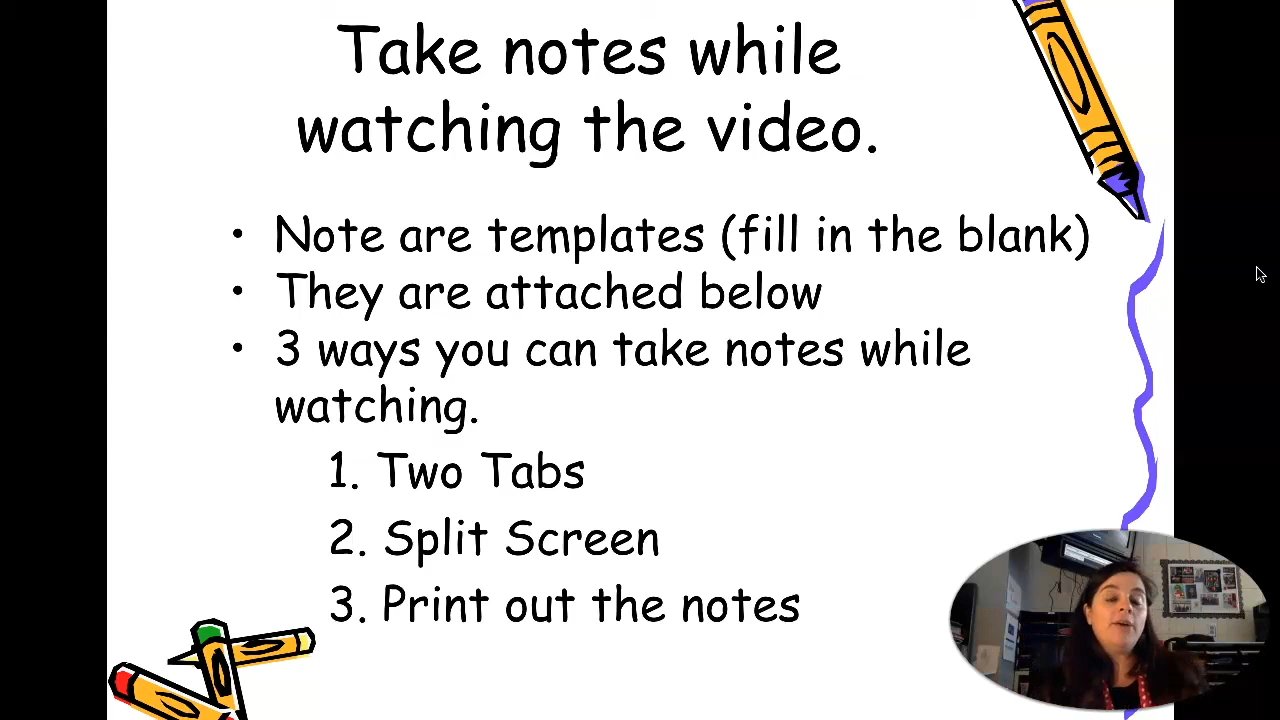 Take notes while
watching the video.
• Note are templates (fill in the blank)
• They are attached below
• 3 ways you can take notes while
watching.
1. Two Tabs
2. Split Screen
3. Print out the notes